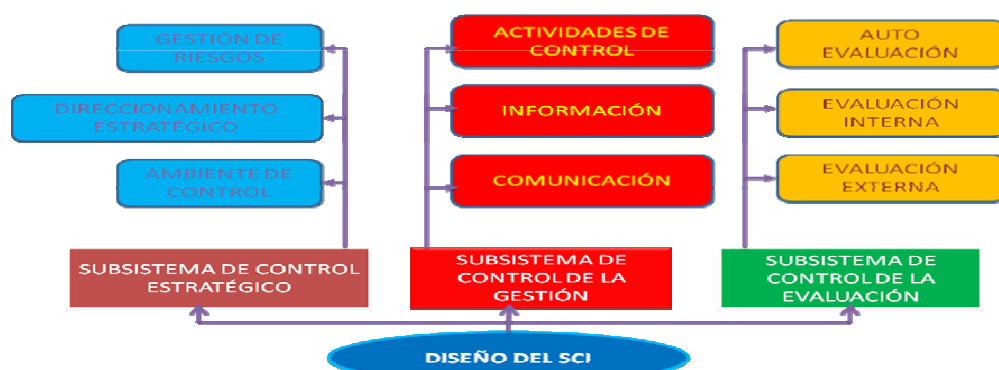 GESTIÓN DE
RIESGOS
DIRECCIONAMIENTO
ESTRATÉGICO
AMBIENTE DE
CONTROL
ACTIVIDADES DE
CONTROL
INFORMACIÓN
COMUNICACIÓN
AUTO
EVALUACIÓN
EVALUACIÓN
INTERNA
EVALUACIÓN
EXTERNA
SUBSISTEMA DE CONTROL
ESTRATÉGICO
SUBSISTEMA DE
CONTROL DE LA
GESTIÓN
SUBSISTEMA DE
CONTROL DE LA
EVALUACIÓN
DISEÑO DEL SCI